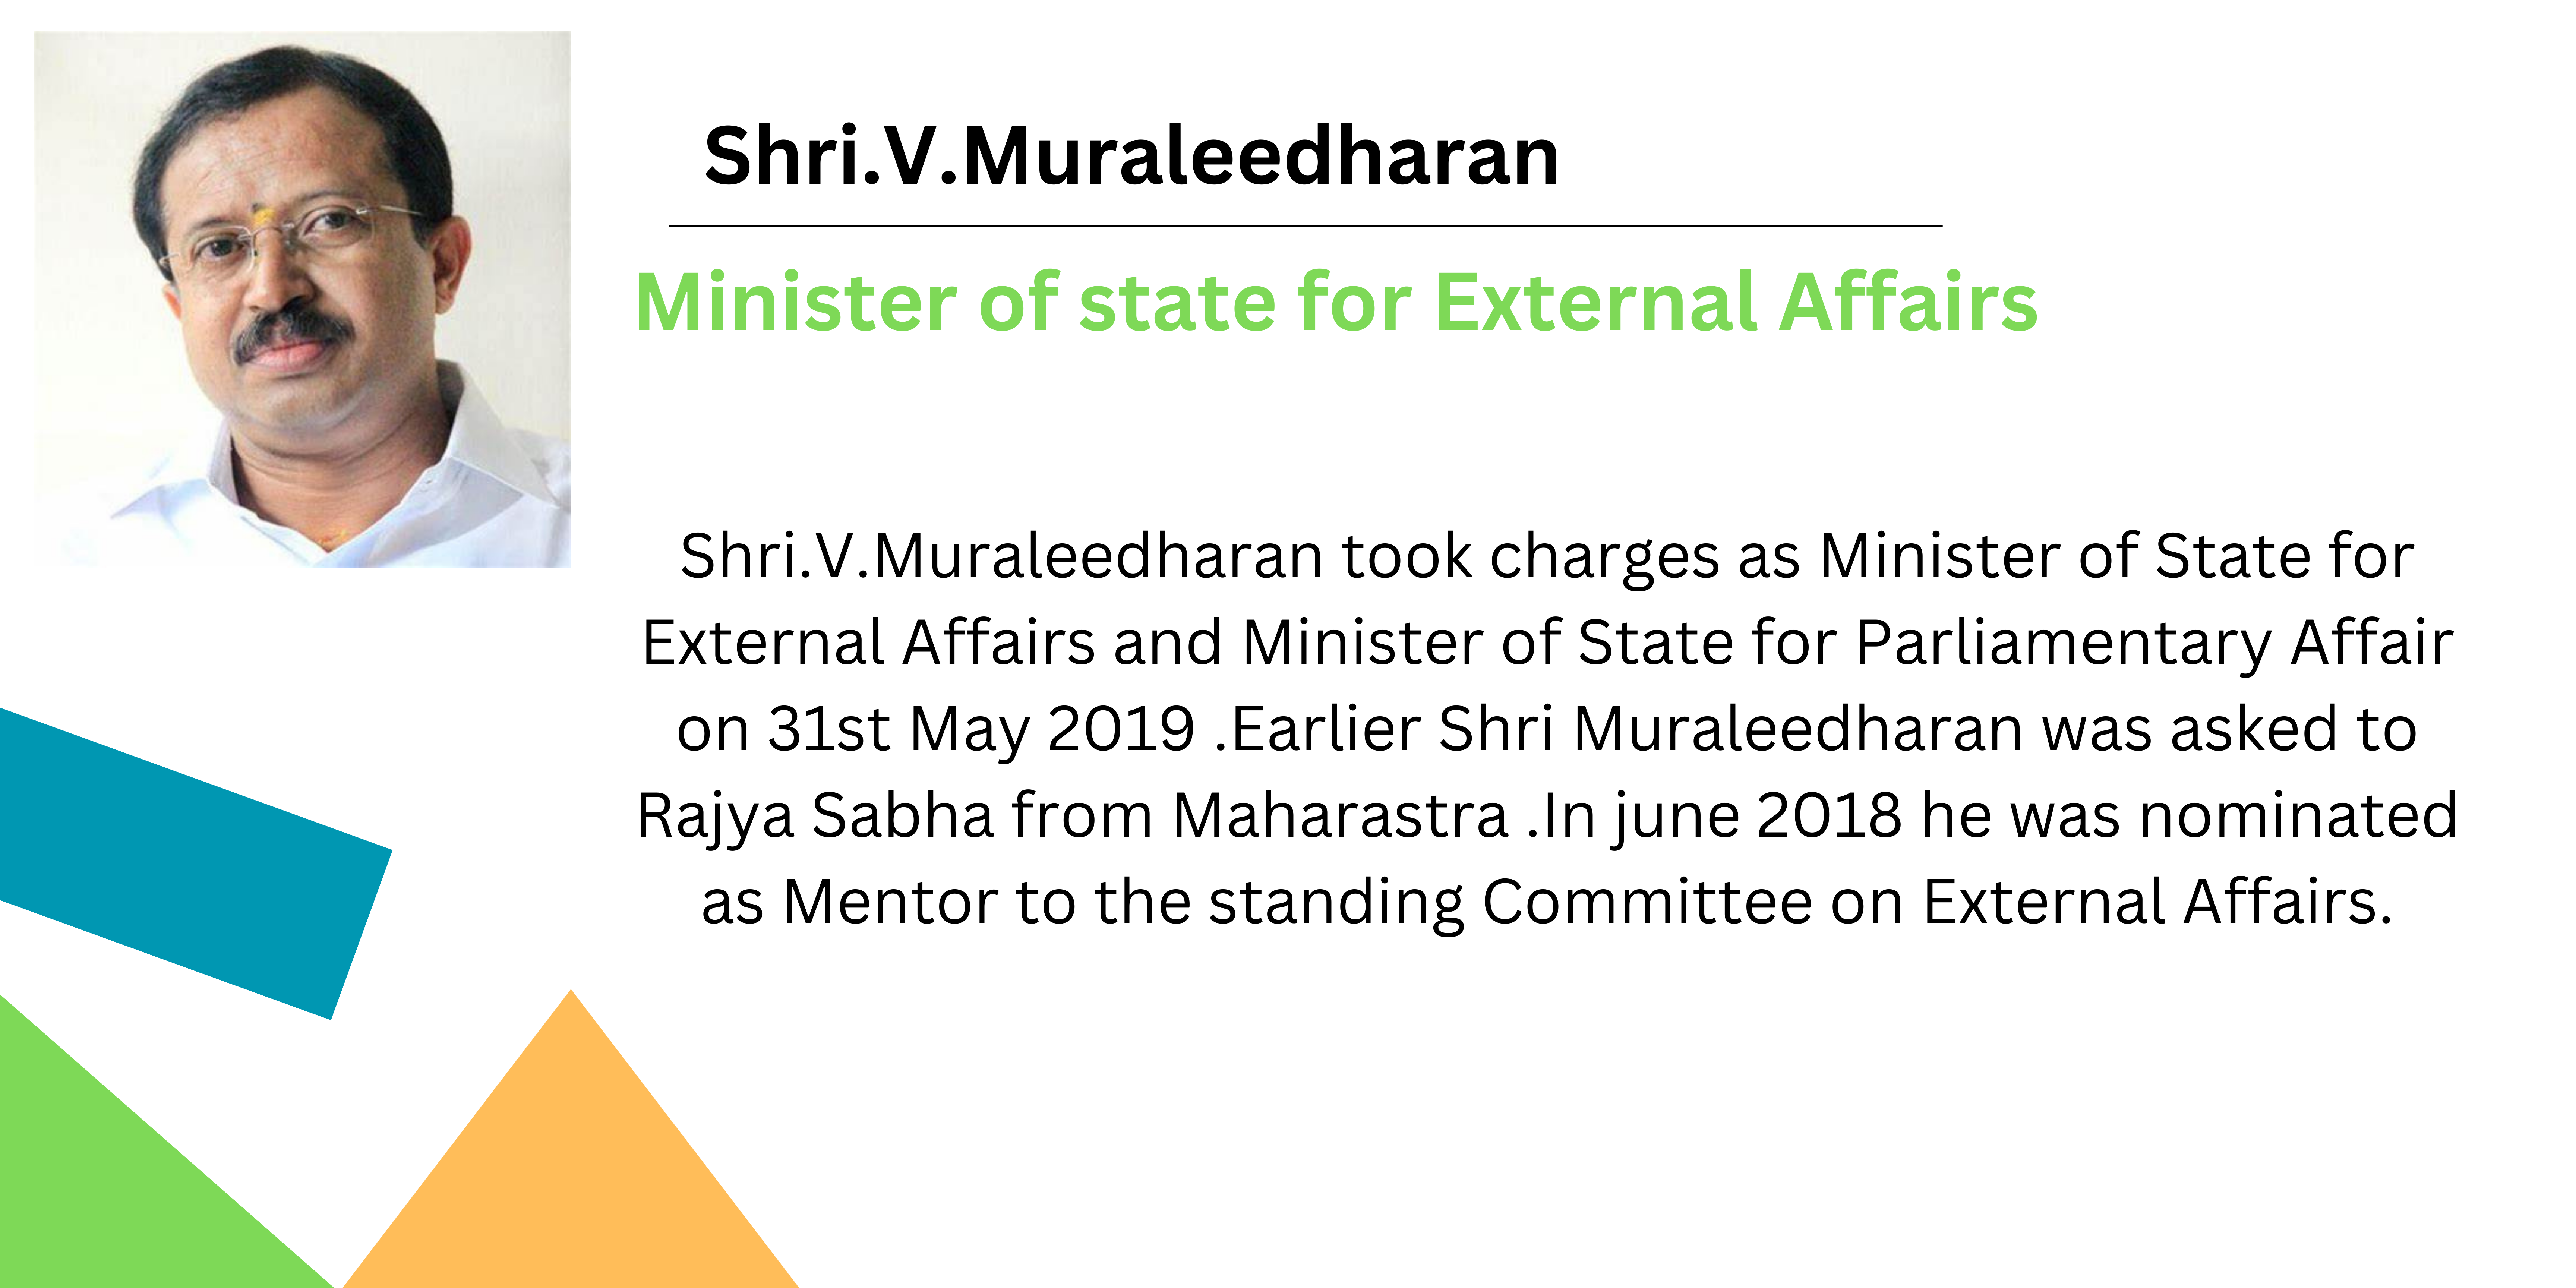 Shri.V.Muraleedharan
Minister of state for External Affairs
Shri.V.Muraleedharan took charges as Minister of State for
External Affairs and Minister of State for Parliamentary Affair
on 31st May 2019 .Earlier Shri Muraleedharan was asked to
Rajya Sabha from Maharastra .In june 2018 he was nominated
as Mentor to the standing Committee on External Affairs.